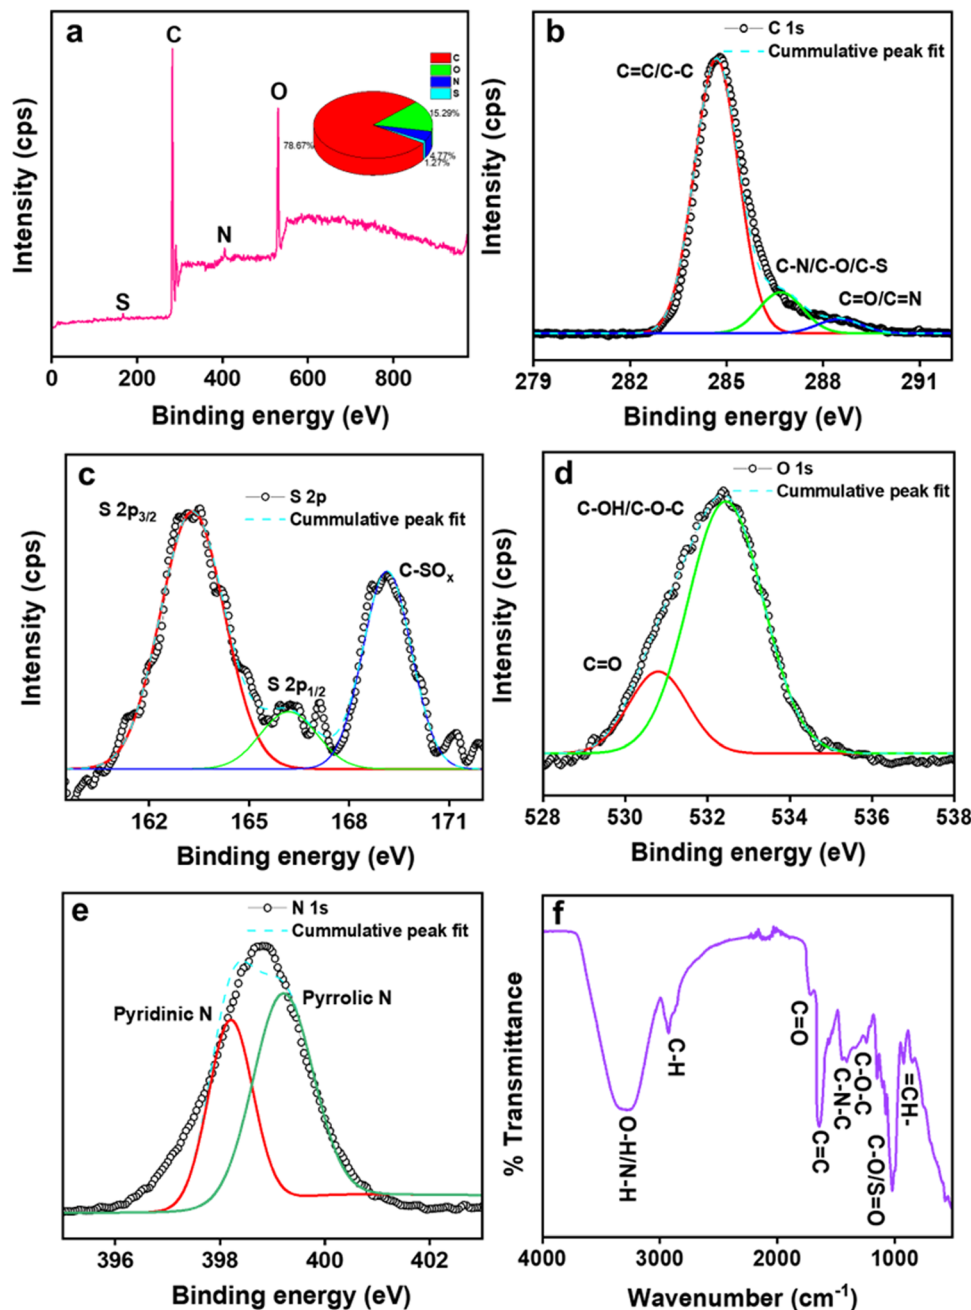 a
C
O
N
S
C
O
N
S
15.29%
78.67%
4.77%
1.27%
Intensity (cps)
0 200 400 600 800
Binding energy (eV)
b
C 1s
Cummulative peak fit
C=C/C-C
C-N/C-O/C-S
C=O/C=N
Intensity (cps)
279 282 285 288 291
Binding energy (eV)
c
S 2p
Cummulative peak fit
S 2p3/2
S 2p1/2
C-SOx
Intensity (cps)
162 165 168 171
Binding energy (eV)
d
O 1s
Cummulative peak fit
C-OH/C-O-C
C=O
Intensity (cps)
528 530 532 534 536 538
Binding energy (eV)
e
N 1s
Cummulative peak fit
Pyridinic N
Pyrrolic N
Intensity (cps)
396 398 400 402
Binding energy (eV)
f
O-H/N-H
C-H
C=O
C=C
C-N-C
C-O-C
C-O/S=O
=CH-
% Transmittance
4000 3000 2000 1000
Wavenumber (cm-1)